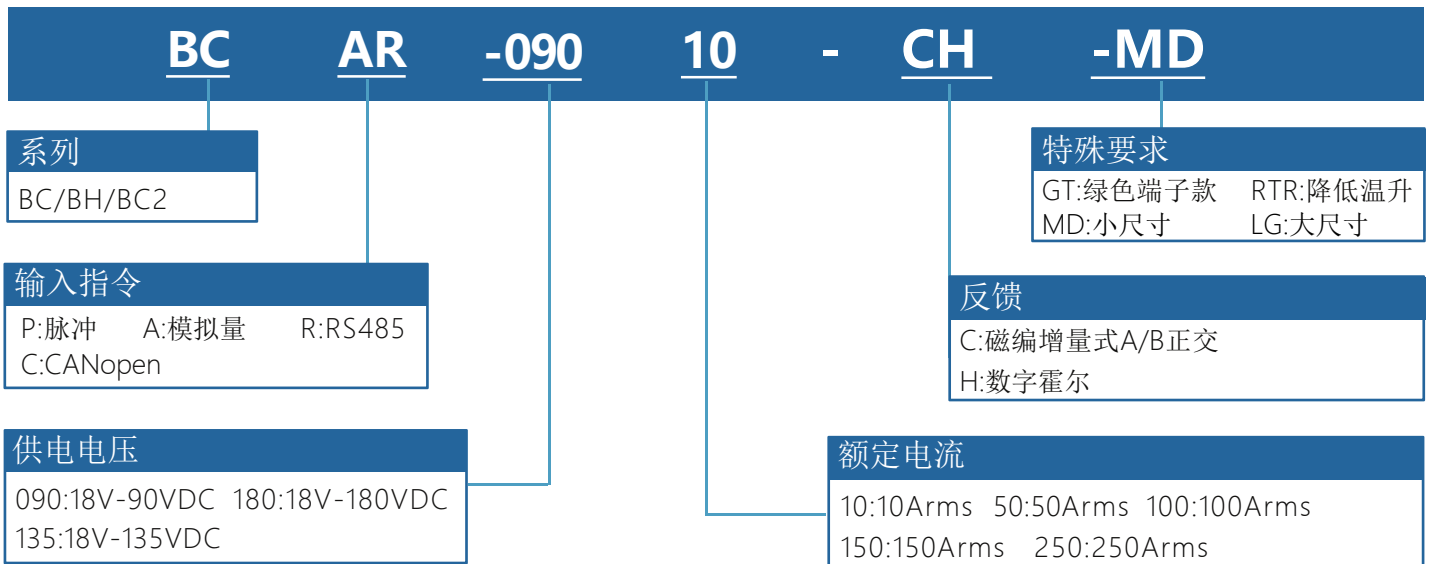 BC AR -090 10 - CH -MD
系列
BC/BH/BC2
特殊要求
GT:绿色端子款 RTR:降低温升
MD:小尺寸 LG:大尺寸
输入指令
P:脉冲 A:模拟量 R:RS485
C:CANopen
反馈
C:磁编增量式A/B正交
H:数字霍尔
供电电压
090:18V-90VDC 180:18V-180VDC
135:18V-135VDC
额定电流
10:10Arms 50:50Arms 100:100Arms
150:150Arms 250:250Arms